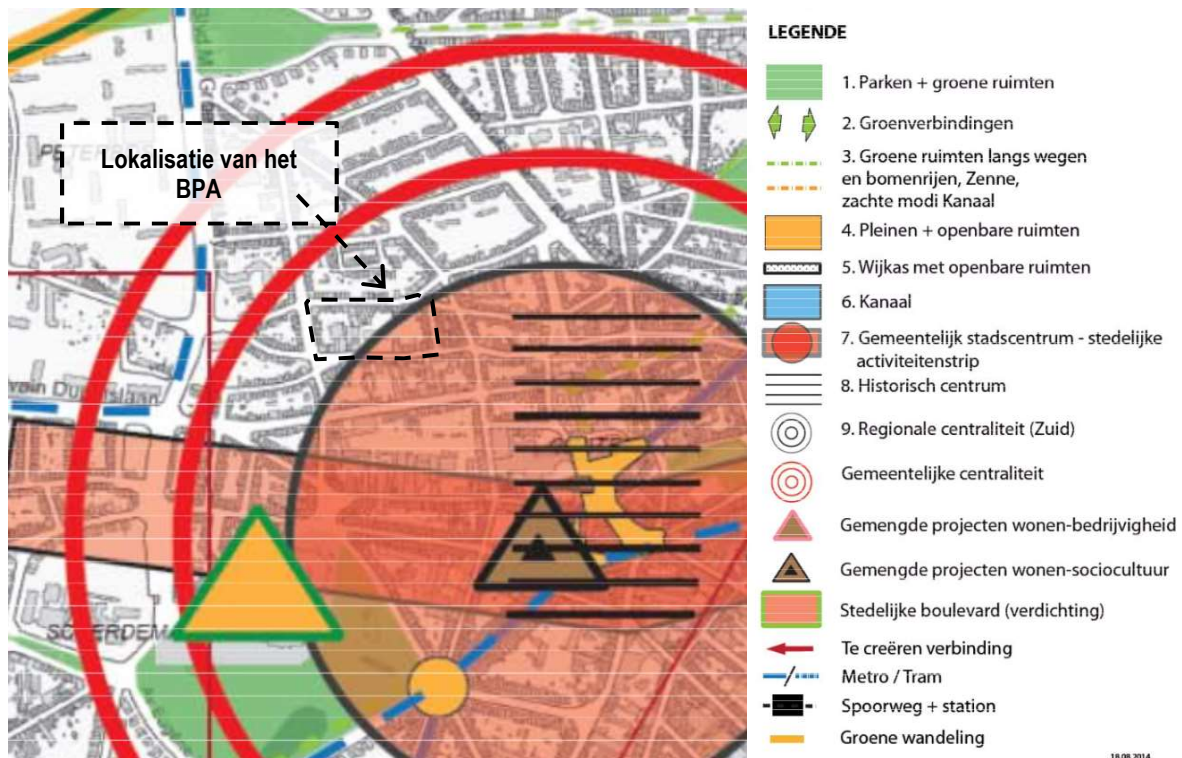 Lokalisatie van het
BPA
LEGENDE
1. Parken + groene ruimten
2. Groenverbindingen
3. Groene ruimten langs wegen
en bomenrijen, Zenne,
zachte modi Kanaal
4. Pleinen + openbare ruimten
5. Wijkas met openbare ruimten
6. Kanaal
7. Gemeentelijk stadscentrum - stedelijke
activiteitenstrip
8. Historisch centrum
9. Regionale centraliteit (Zuid)
Gemeentelijke centraliteit
Gemengde projecten wonen-bedrijvigheid
Gemengde projecten wonen-sociocultuur
Stedelijke boulevard (verdichting)
Te creëren verbinding
Metro / Tram
Spoorweg + station
Groene wandeling